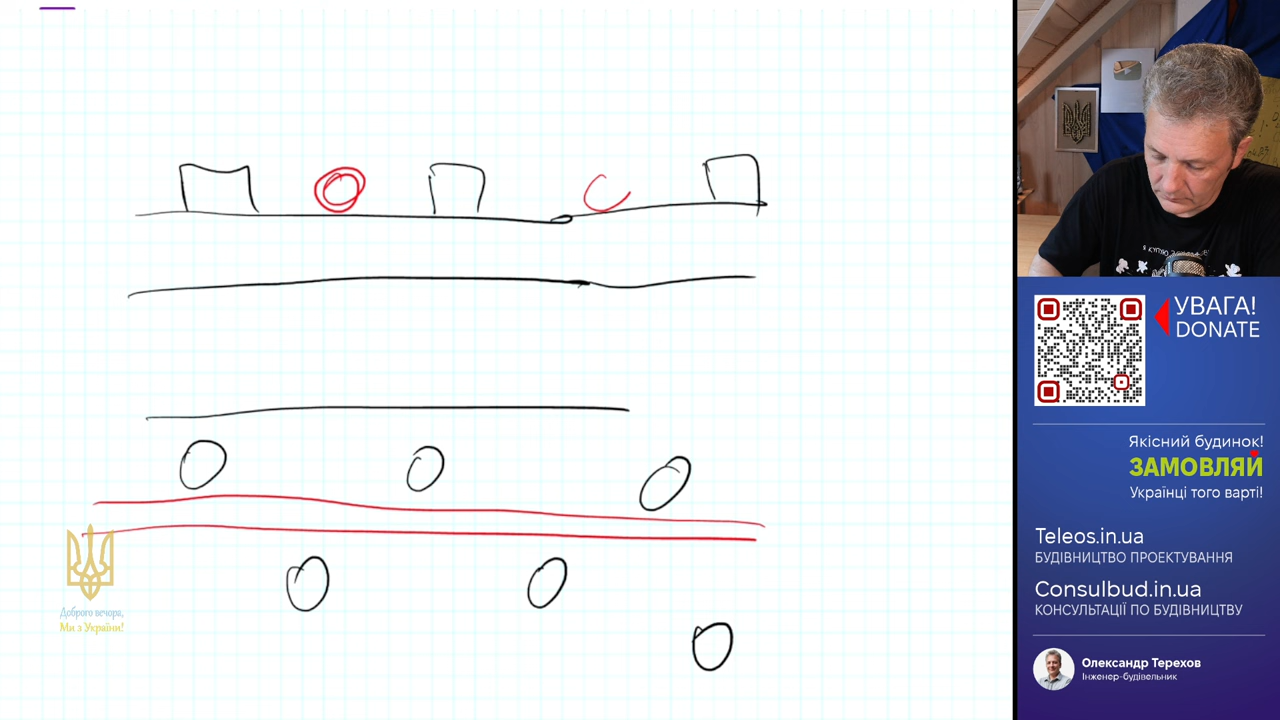 Доброго вечора,
Ми з України!
УВАГА!
DONATE
Якісний будинок!
ЗАМОВЛЯЙ
Українці того варті!
Teleos.in.ua
БУДІВНИЦТВО ПРОЕКТУВАННЯ
Consulbud.in.ua
КОНСУЛЬТАЦІЇ ПО БУДІВНИЦТВУ
Олександр Терехов
Інженер-будівельник